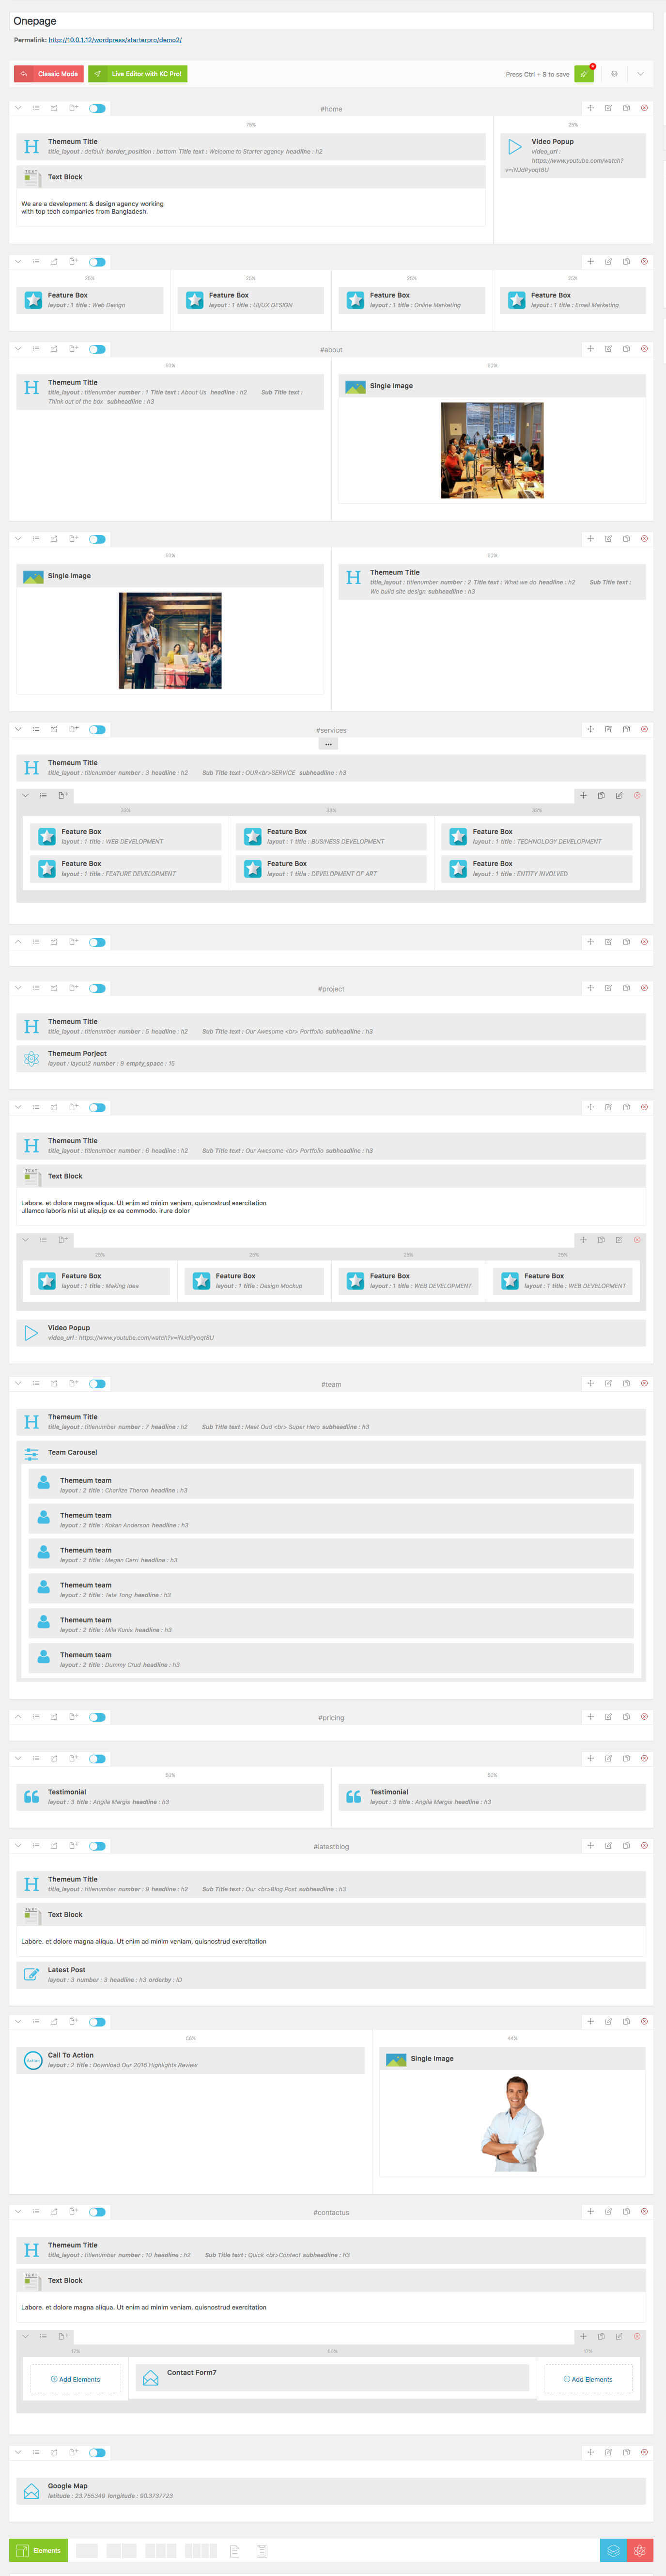 Onepage
Permalink: http://10.0.1.12/wordpress/starterpro/demo2/
Classic Mode
Live Editor with KC Pro!
Press Ctrl + S to save
#home
75%
25%
Themeum Title
title_layout : default border_position : bottom Title text : Welcome to Starter agency headline : h2
Video Popup
video_url :
Text Block
We are a development & design agency working
with top tech companies from Bangladesh.
25%
25%
25%
25%
Feature Box
layout : 1 title : Web Design
Feature Box
layout : 1 title : UI/UX DESIGN
Feature Box
layout : 1 title : Online Marketing
Feature Box
layout : 1 title : Email Marketing
#about
50%
50%
Themeum Title
title_layout : titlenumber number : 1 Title text : About Us headline : h2 Sub Title text :
Think out of the box subheadline : h3
Single Image
50%
50%
Single Image
Themeum Title
title_layout : titlenumber number : 2 Title text : What we do headline : h2 Sub Title text :
We build site design subheadline : h3
#services
...
Themeum Title
title_layout : titlenumber number : 3 headline : h2 Sub Title text : OUR<br>SERVICE subheadline : h3
33%
33%
33%
Feature Box
layout : 1 title : WEB DEVELOPMENT
Feature Box
layout : 1 title : BUSINESS DEVELOPMENT
Feature Box
layout : 1 title : TECHNOLOGY DEVELOPMENT
Feature Box
layout : 1 title : FEATURE DEVELOPMENT
Feature Box
layout : 1 title : DEVELOPMENT OF ART
Feature Box
layout : 1 title : ENTITY INVOLVED
#project
Themeum Title
title_layout : titlenumber number : 5 headline : h2 Sub Title text : Our Awesome <br> Portfolio subheadline : h3
Themeum Porject
layout : layout2 number : 9 empty_space : 15
Themeum Title
title_layout : titlenumber number : 6 headline : h2 Sub Title text : Our Awesome <br> Portfolio subheadline : h3
Text Block
Labore. et dolore magna aliqua. Ut enim ad minim veniam, quisnostrud exercitation
ullamco laboris nisi ut aliquip ex ea commodo. irure dolor
25%
25%
25%
25%
Feature Box
layout : 1 title : Making Idea
Feature Box
layout : 1 title : Design Mockup
Feature Box
layout : 1 title : WEB DEVELOPMENT
Feature Box
layout : 1 title : WEB DEVELOPMENT
Video Popup
#team
Themeum Title
title_layout : titlenumber number : 7 headline : h2 Sub Title text : Meet Oud <br> Super Hero subheadline : h3
Team Carousel
Themeum team
layout : 2 title : Charlize Theron headline : h3
Themeum team
layout : 2 title : Kokan Anderson headline : h3
Themeum team
layout : 2 title : Megan Carri headline : h3
Themeum team
layout : 2 title : Tata Tong headline : h3
Themeum team
layout : 2 title : Mila Kunis headline : h3
Themeum team
layout : 2 title : Dummy Crud headline : h3
#pricing
50%
50%
Testimonial
layout : 3 title : Angila Margis headline : h3
Testimonial
layout : 3 title : Angila Margis headline : h3
#latestblog
Themeum Title
title_layout : titlenumber number : 9 headline : h2 Sub Title text : Our <br>Blog Post subheadline : h3
Text Block
Labore. et dolore magna aliqua. Ut enim ad minim veniam, quisnostrud exercitation
Latest Post
layout : 3 number : 3 headline : h3 orderby : ID
44%
Call To Action
layout : 2 title : Download Our 2016 Highlights Review
Single Image
#contactus
Themeum Title
title_layout : titlenumber number : 10 headline : h2 Sub Title text : Quick <br>Contact subheadline : h3
Text Block
Labore. et dolore magna aliqua. Ut enim ad minim veniam, quisnostrud exercitation
17%
66%
17%
Add Elements
Contact Form7
Add Elements
Google Map
latitude : 23.755349 longitude : 90.3737723
Elements